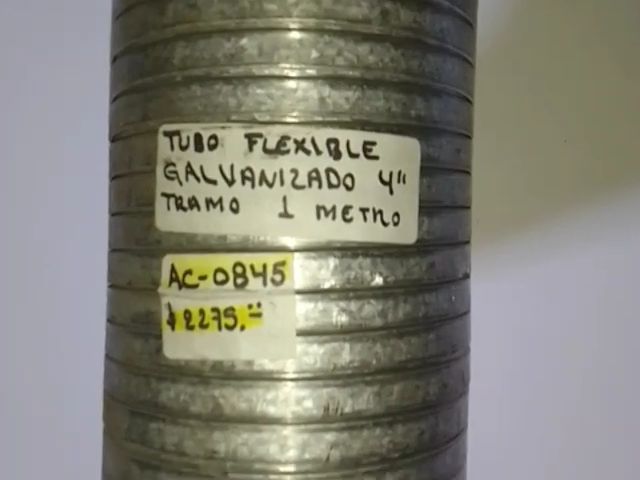 TUBO FLEXIBLE
GALVANIZADO 4"
TRAMO 1 METRO
AC-0845
$2275.=